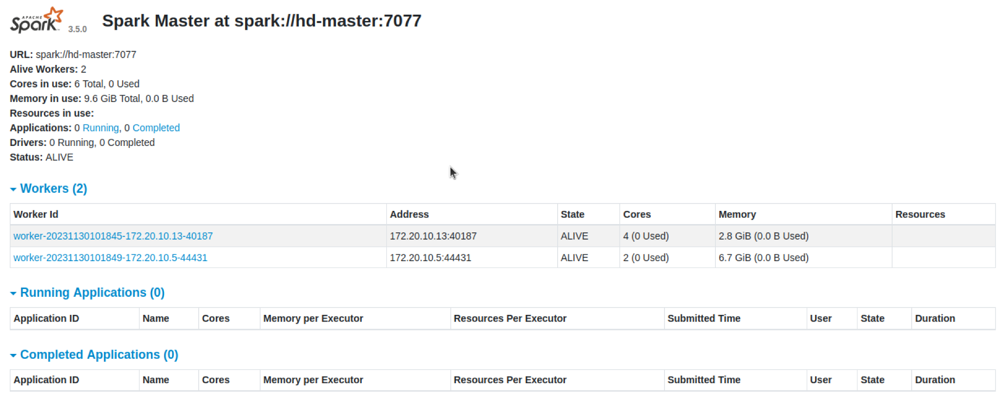 APACHE
Spark™ 3.5.0 Spark Master at spark://hd-master:7077
URL: spark://hd-master:7077
Alive Workers: 2
Cores in use: 6 Total, 0 Used
Memory in use: 9.6 GiB Total, 0.0 B Used
Resources in use:
Applications: 0 Running, 0 Completed
Drivers: 0 Running, 0 Completed
Status: ALIVE
Workers (2)
Worker Id Address State Cores Memory Resources
worker-20231130101845-172.20.10.13-40187 172.20.10.13:40187 ALIVE 4 (0 Used) 2.8 GiB (0.0 B Used)
worker-20231130101849-172.20.10.5-44431 172.20.10.5:44431 ALIVE 2 (0 Used) 6.7 GiB (0.0 B Used)
Running Applications (0)
Application ID Name Cores Memory per Executor Resources Per Executor Submitted Time User State Duration
Completed Applications (0)
Application ID Name Cores Memory per Executor Resources Per Executor Submitted Time User State Duration